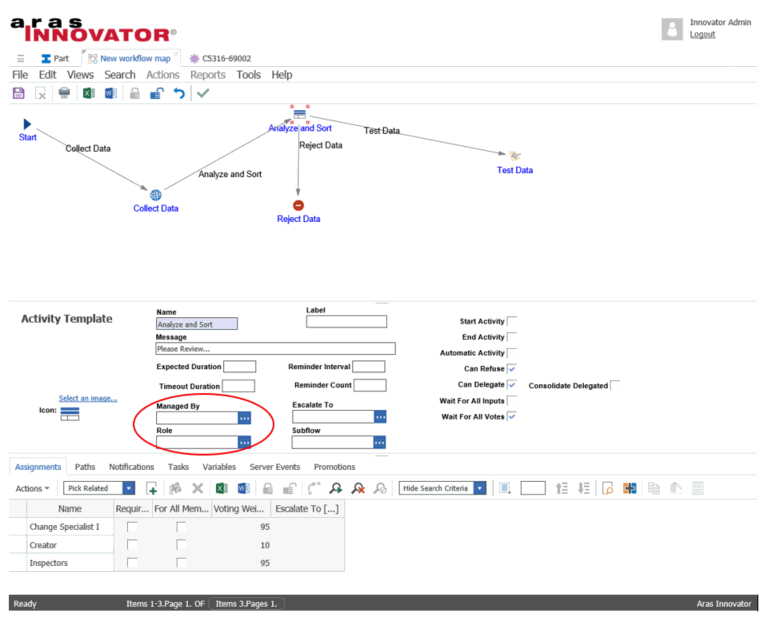 aras
INNOVATOR®
Innovator Admin
Logout
Part
New workflow map
C5316-69002
File Edit Views Search Actions Reports Tools Help
Start
Collect Data
Collect Data
Analyze and Sort
Analyze and Sort
Reject Data
Reject Data
Test Data
Test Data
Activity Template
Name
Analyze and Sort
Label
Message
Please Review...
Expected Duration
Reminder Interval
Timeout Duration
Reminder Count
Select an image...
Icon:
Managed By
Escalate To
Role
Subflow
Start Activity
End Activity
Automatic Activity
Can Refuse
Can Delegate
Consolidate Delegated
Wait For All Inputs
Wait For All Votes
Assignments Paths Notifications Tasks Variables Server Events Promotions
Actions Pick Related Hide Search Criteria
Name Requir... For All Mem... Voting Wei... Escalate To [...]
Change Specialist I 95
Creator 10
Inspectors 95
Ready Items 1-3.Page 1. OF Items 3.Pages 1. Aras Innovator